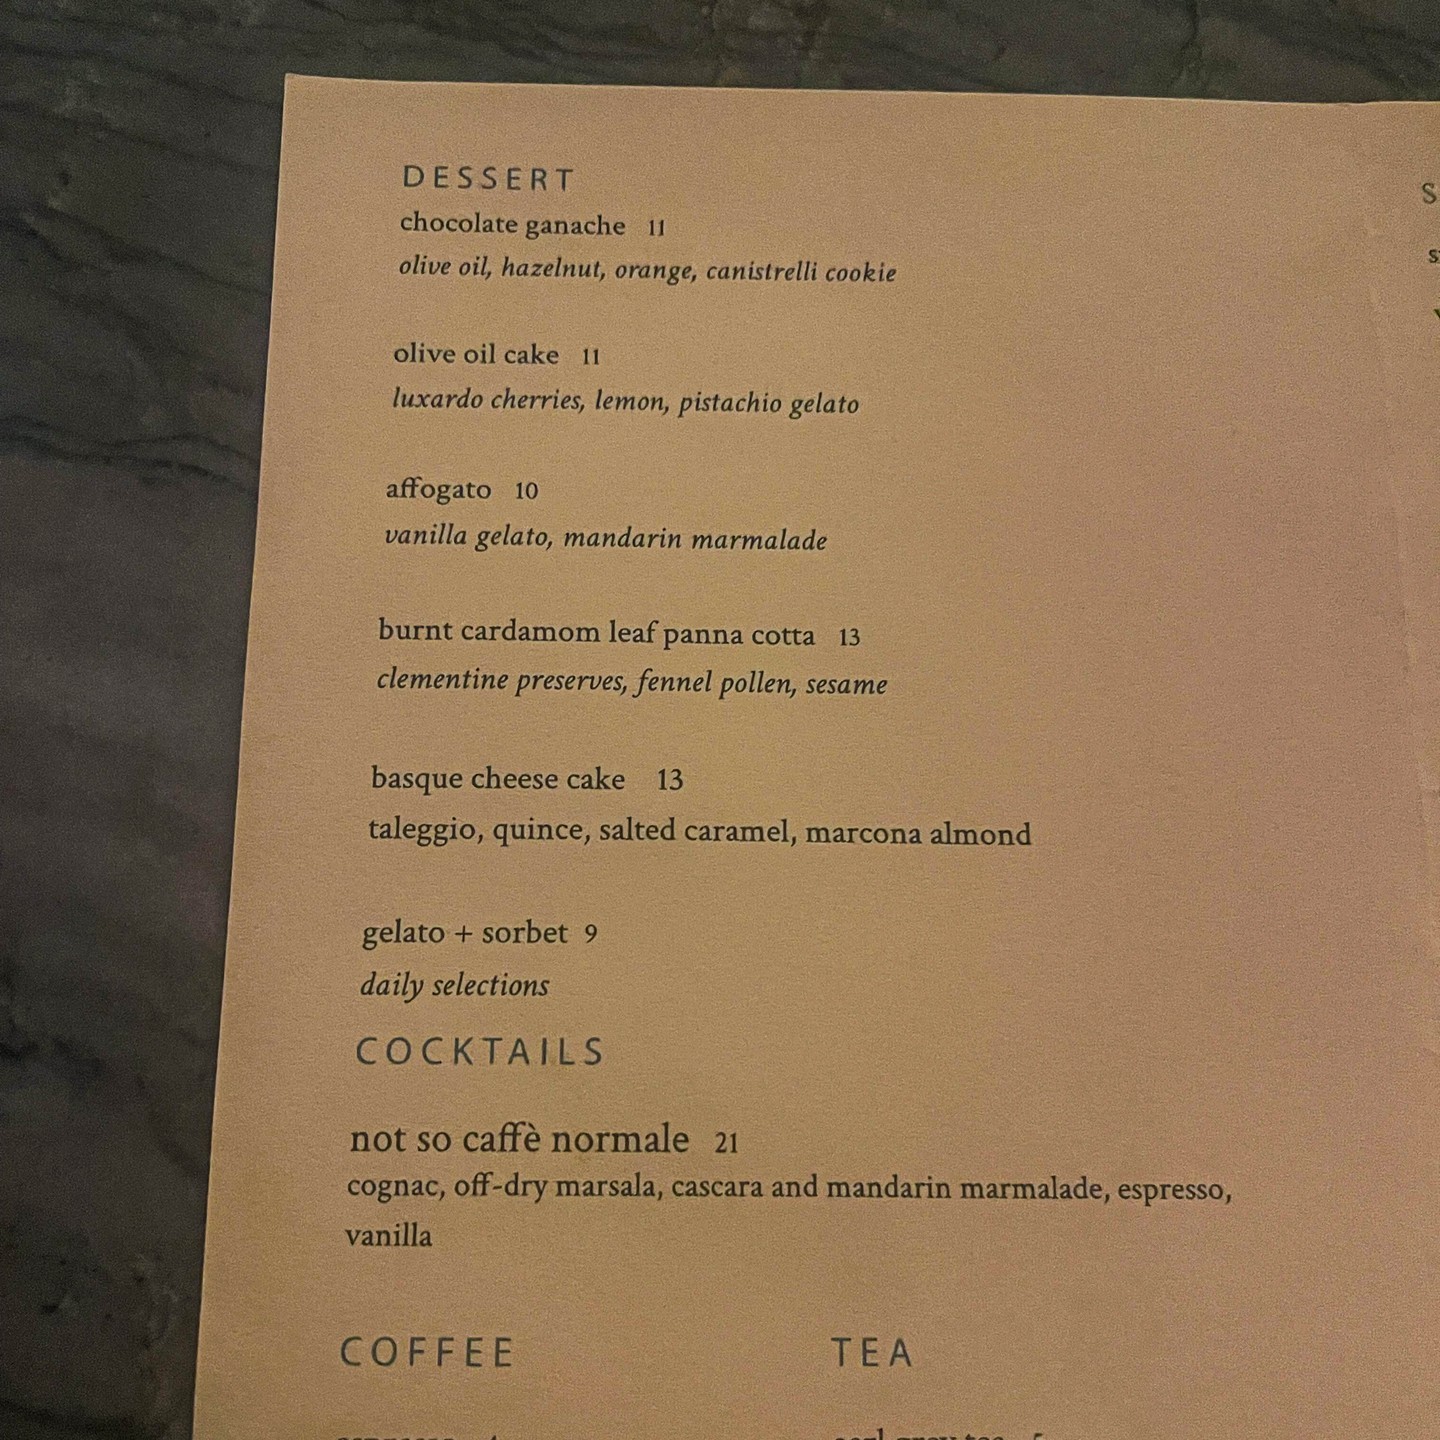 DESSERT
chocolate ganache 11
olive oil, hazelnut, orange, canistrelli cookie
olive oil cake 11
luxardo cherries, lemon, pistachio gelato
affogato 10
vanilla gelato, mandarin marmalade
burnt cardamom leaf panna cotta 13
clementine preserves, fennel pollen, sesame
basque cheese cake 13
taleggio, quince, salted caramel, marcona almond
gelato + sorbet 9
daily selections
COCKTAILS
not so caffè normale 21
cognac, off-dry marsala, cascara and mandarin marmalade, espresso,
vanilla
COFFEE
TEA